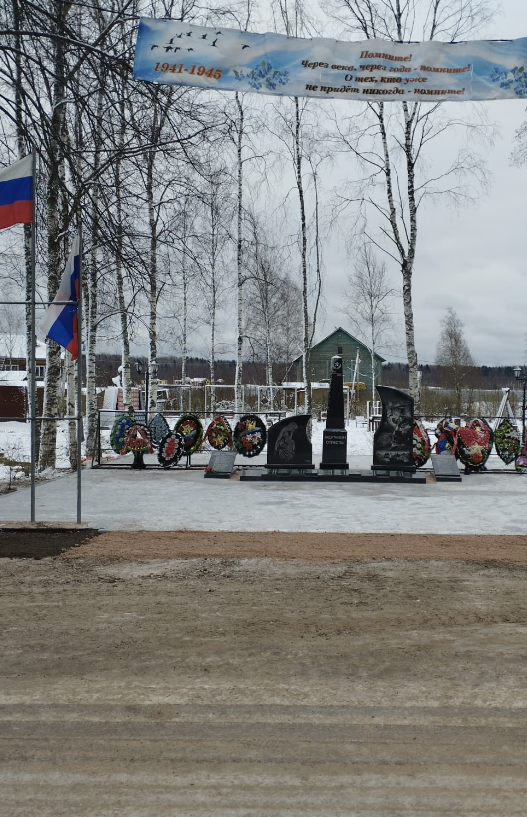 Помните!
1941-1945
Через века, через года - помните!
О тех, кто уже
не придёт никогда - помните!